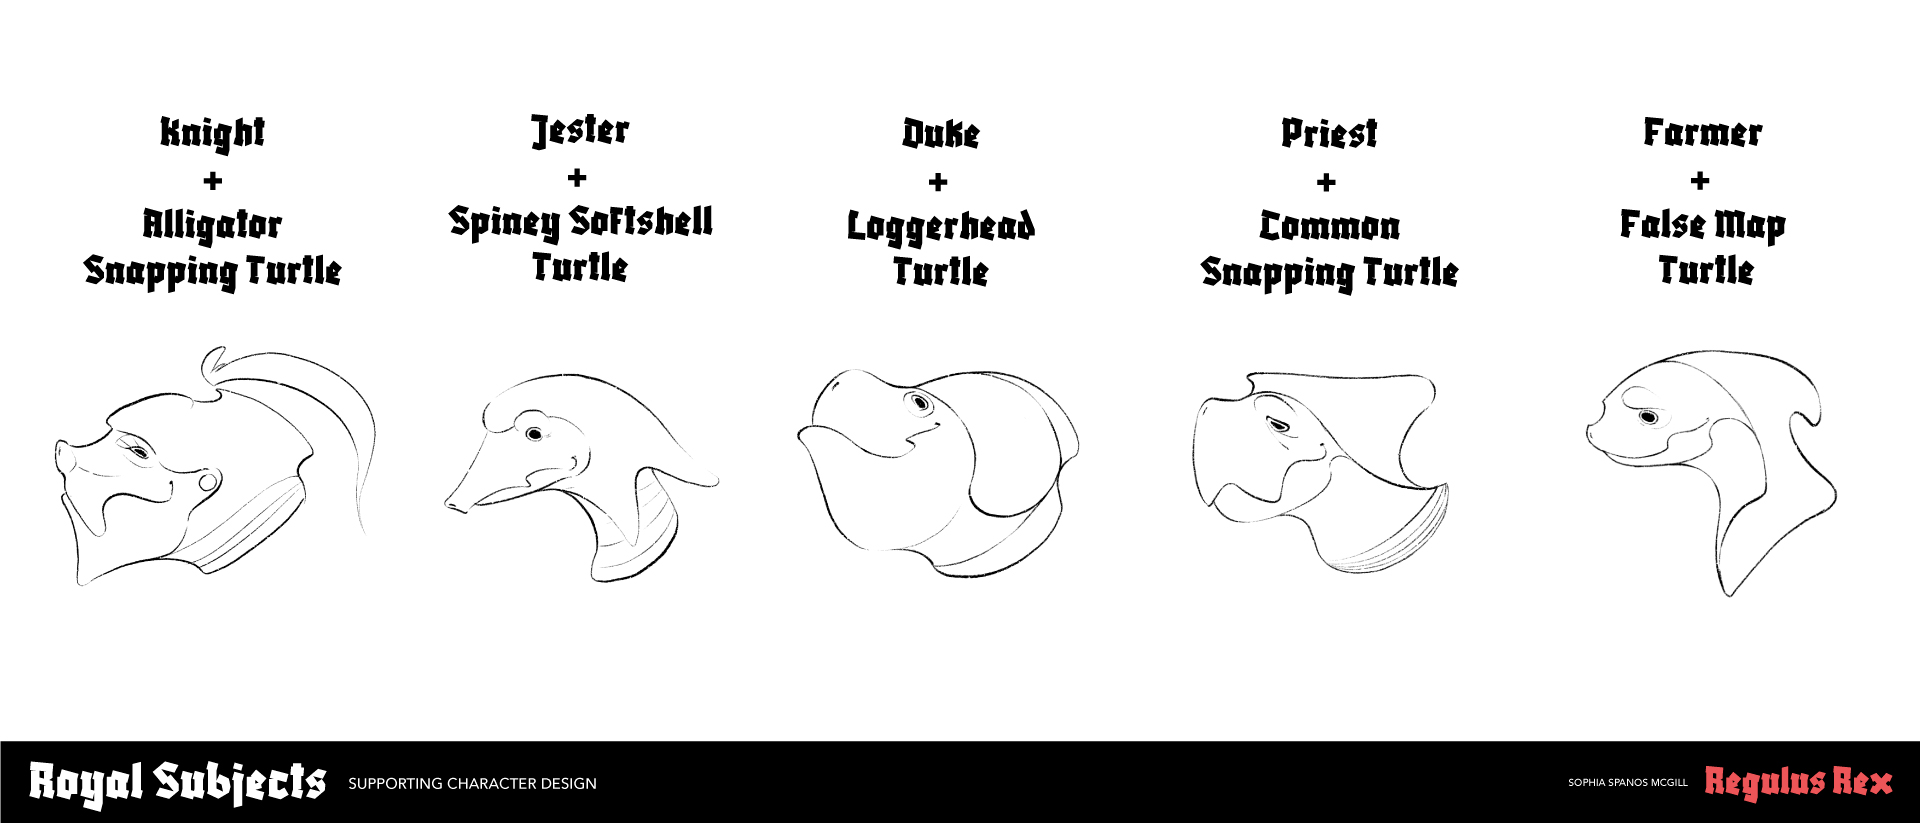 Knight
+
Alligator
Snapping Turtle
Jester
+
Spiney Softshell
Turtle
Duke
+
Loggerhead
Turtle
Priest
+
Common
Snapping Turtle
Farmer
+
False Map
Turtle
Royal Subjects
SUPPORTING CHARACTER DESIGN
SOPHIA SPANOS MCGILL
Regulus Rex